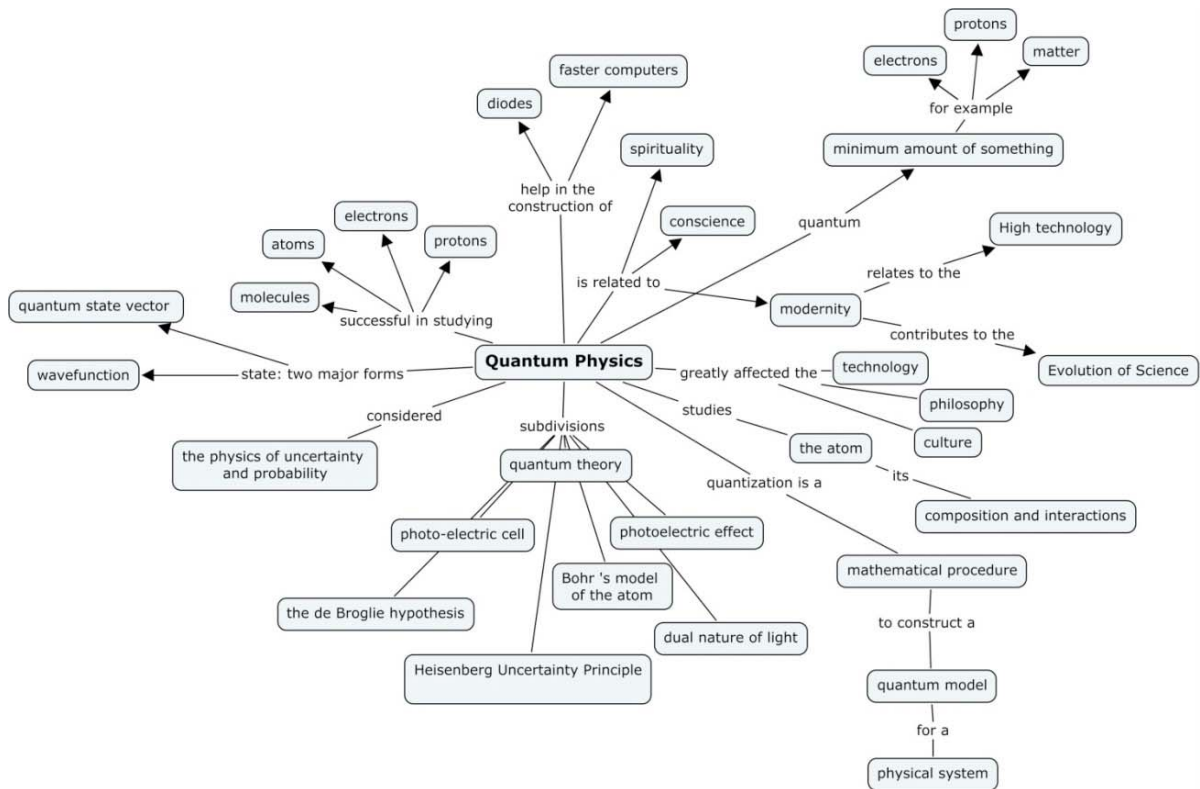 protons
electrons
matter
for example
minimum amount of something
quantum
faster computers
diodes
help in the
construction of
spirituality
conscience
is related to
modernity
relates to the
High technology
contributes to the
Evolution of Science
electrons
atoms
protons
molecules
successful in studying
quantum state vector
wavefunction
state: two major forms
Quantum Physics
greatly affected the
technology
philosophy
culture
considered
the physics of uncertainty
and probability
studies
the atom
its
composition and interactions
subdivisions
quantum theory
photo-electric cell
photoelectric effect
Bohr 's model
of the atom
the de Broglie hypothesis
dual nature of light
Heisenberg Uncertainty Principle
quantization is a
mathematical procedure
to construct a
quantum model
for a
physical system